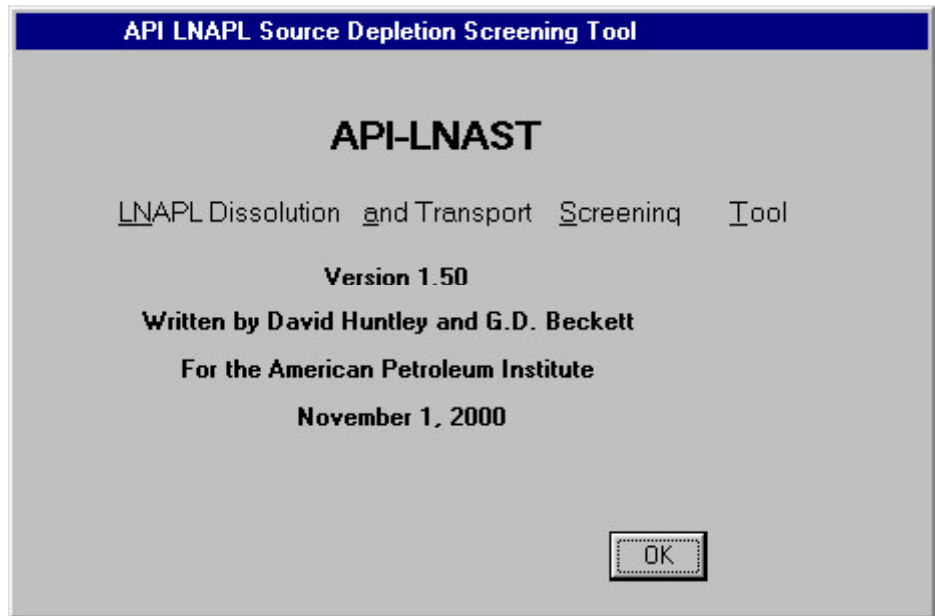 API LNAPL Source Depletion Screening Tool
API-LNAST
LNAPL Dissolution and Transport Screening Tool
Version 1.50
Written by David Huntley and G.D. Beckett
For the American Petroleum Institute
November 1, 2000
OK